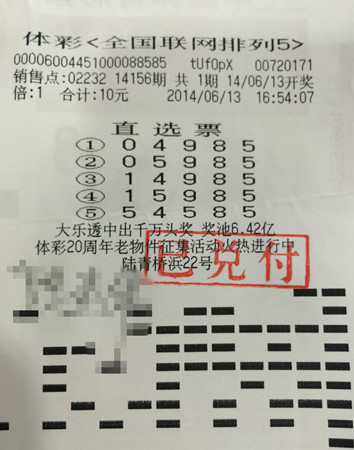 体彩<全国联网排列5>
00006004451000088585 tUfOpX 00720171
销售点:02232 14156期 共 1期 14/06/13开奖
倍:1 合计:10元 2014/06/13 16:54:07
直选票
① 0 4 9 8 5
② 0 5 9 8 5
③ 1 4 9 8 5
④ 1 5 9 8 5
⑤ 5 4 5 8 5
大乐透中出千万头奖 奖池6.42亿
体彩20周年老物件征集活动火热进行中
陆青桥浜22号
已兑付